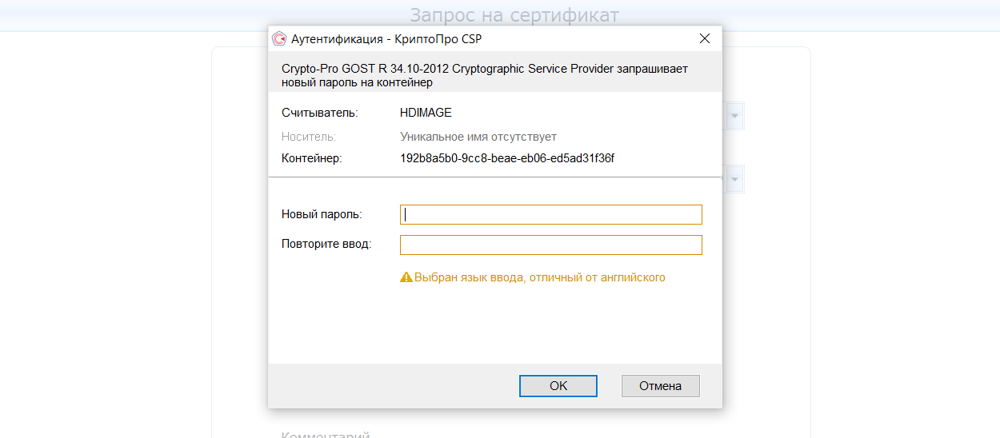 Запрос на сертификат
Аутентификация - КриптоПро CSP
Crypto-Pro GOST R 34.10-2012 Cryptographic Service Provider запрашивает
новый пароль на контейнер
Считыватель: HDIMAGE
Носитель: Уникальное имя отсутствует
Контейнер: 192b8a5b0-9cc8-beae-eb06-ed5ad31f36f
Новый пароль:
Повторите ввод:
Выбран язык ввода, отличный от английского
OK Отмена
Комментарий